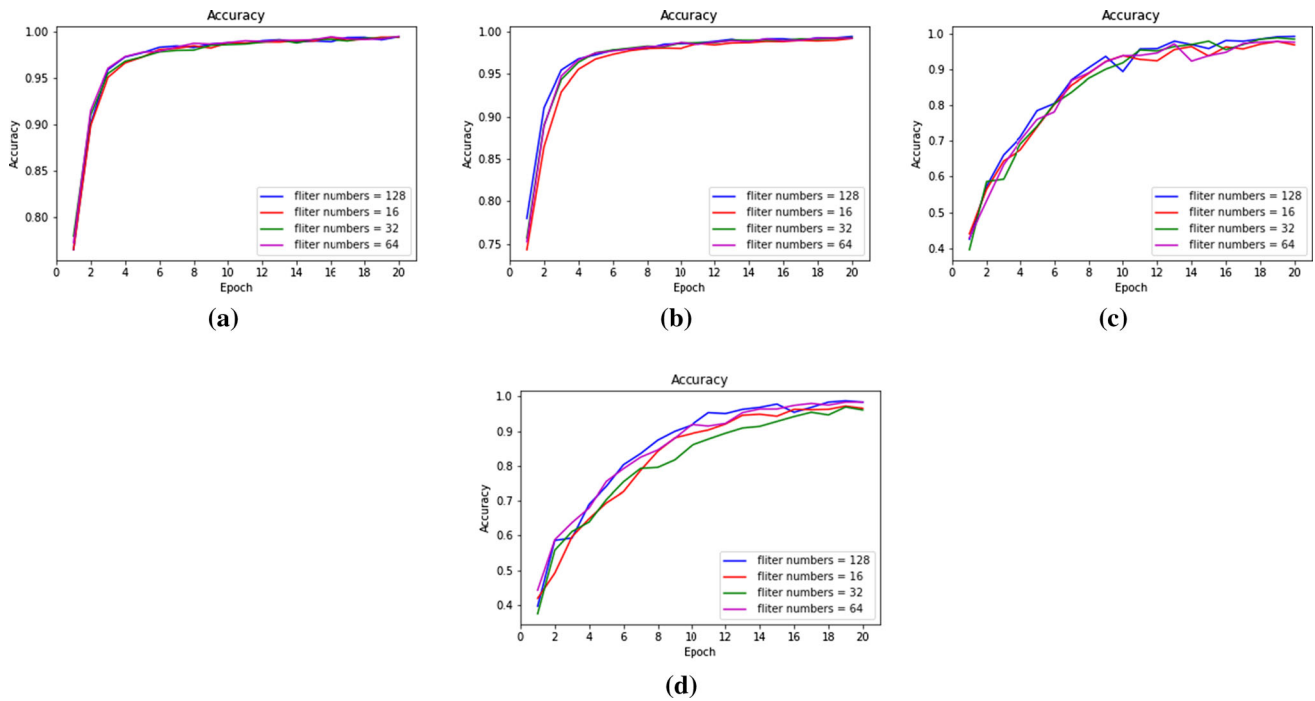 Accuracy
1.00
0.95
0.90
0.85
0.80
Accuracy
0 2 4 6 8 10 12 14 16 18 20
Epoch
fliter numbers = 128
fliter numbers = 16
fliter numbers = 32
fliter numbers = 64
(a)
Accuracy
1.00
0.95
0.90
0.85
0.80
0.75
Accuracy
0 2 4 6 8 10 12 14 16 18 20
Epoch
fliter numbers = 128
fliter numbers = 16
fliter numbers = 32
fliter numbers = 64
(b)
Accuracy
1.0
0.9
0.8
0.7
0.6
0.5
0.4
Accuracy
0 2 4 6 8 10 12 14 16 18 20
Epoch
fliter numbers = 128
fliter numbers = 16
fliter numbers = 32
fliter numbers = 64
(c)
Accuracy
1.0
0.9
0.8
0.7
0.6
0.5
0.4
Accuracy
0 2 4 6 8 10 12 14 16 18 20
Epoch
fliter numbers = 128
fliter numbers = 16
fliter numbers = 32
fliter numbers = 64
(d)